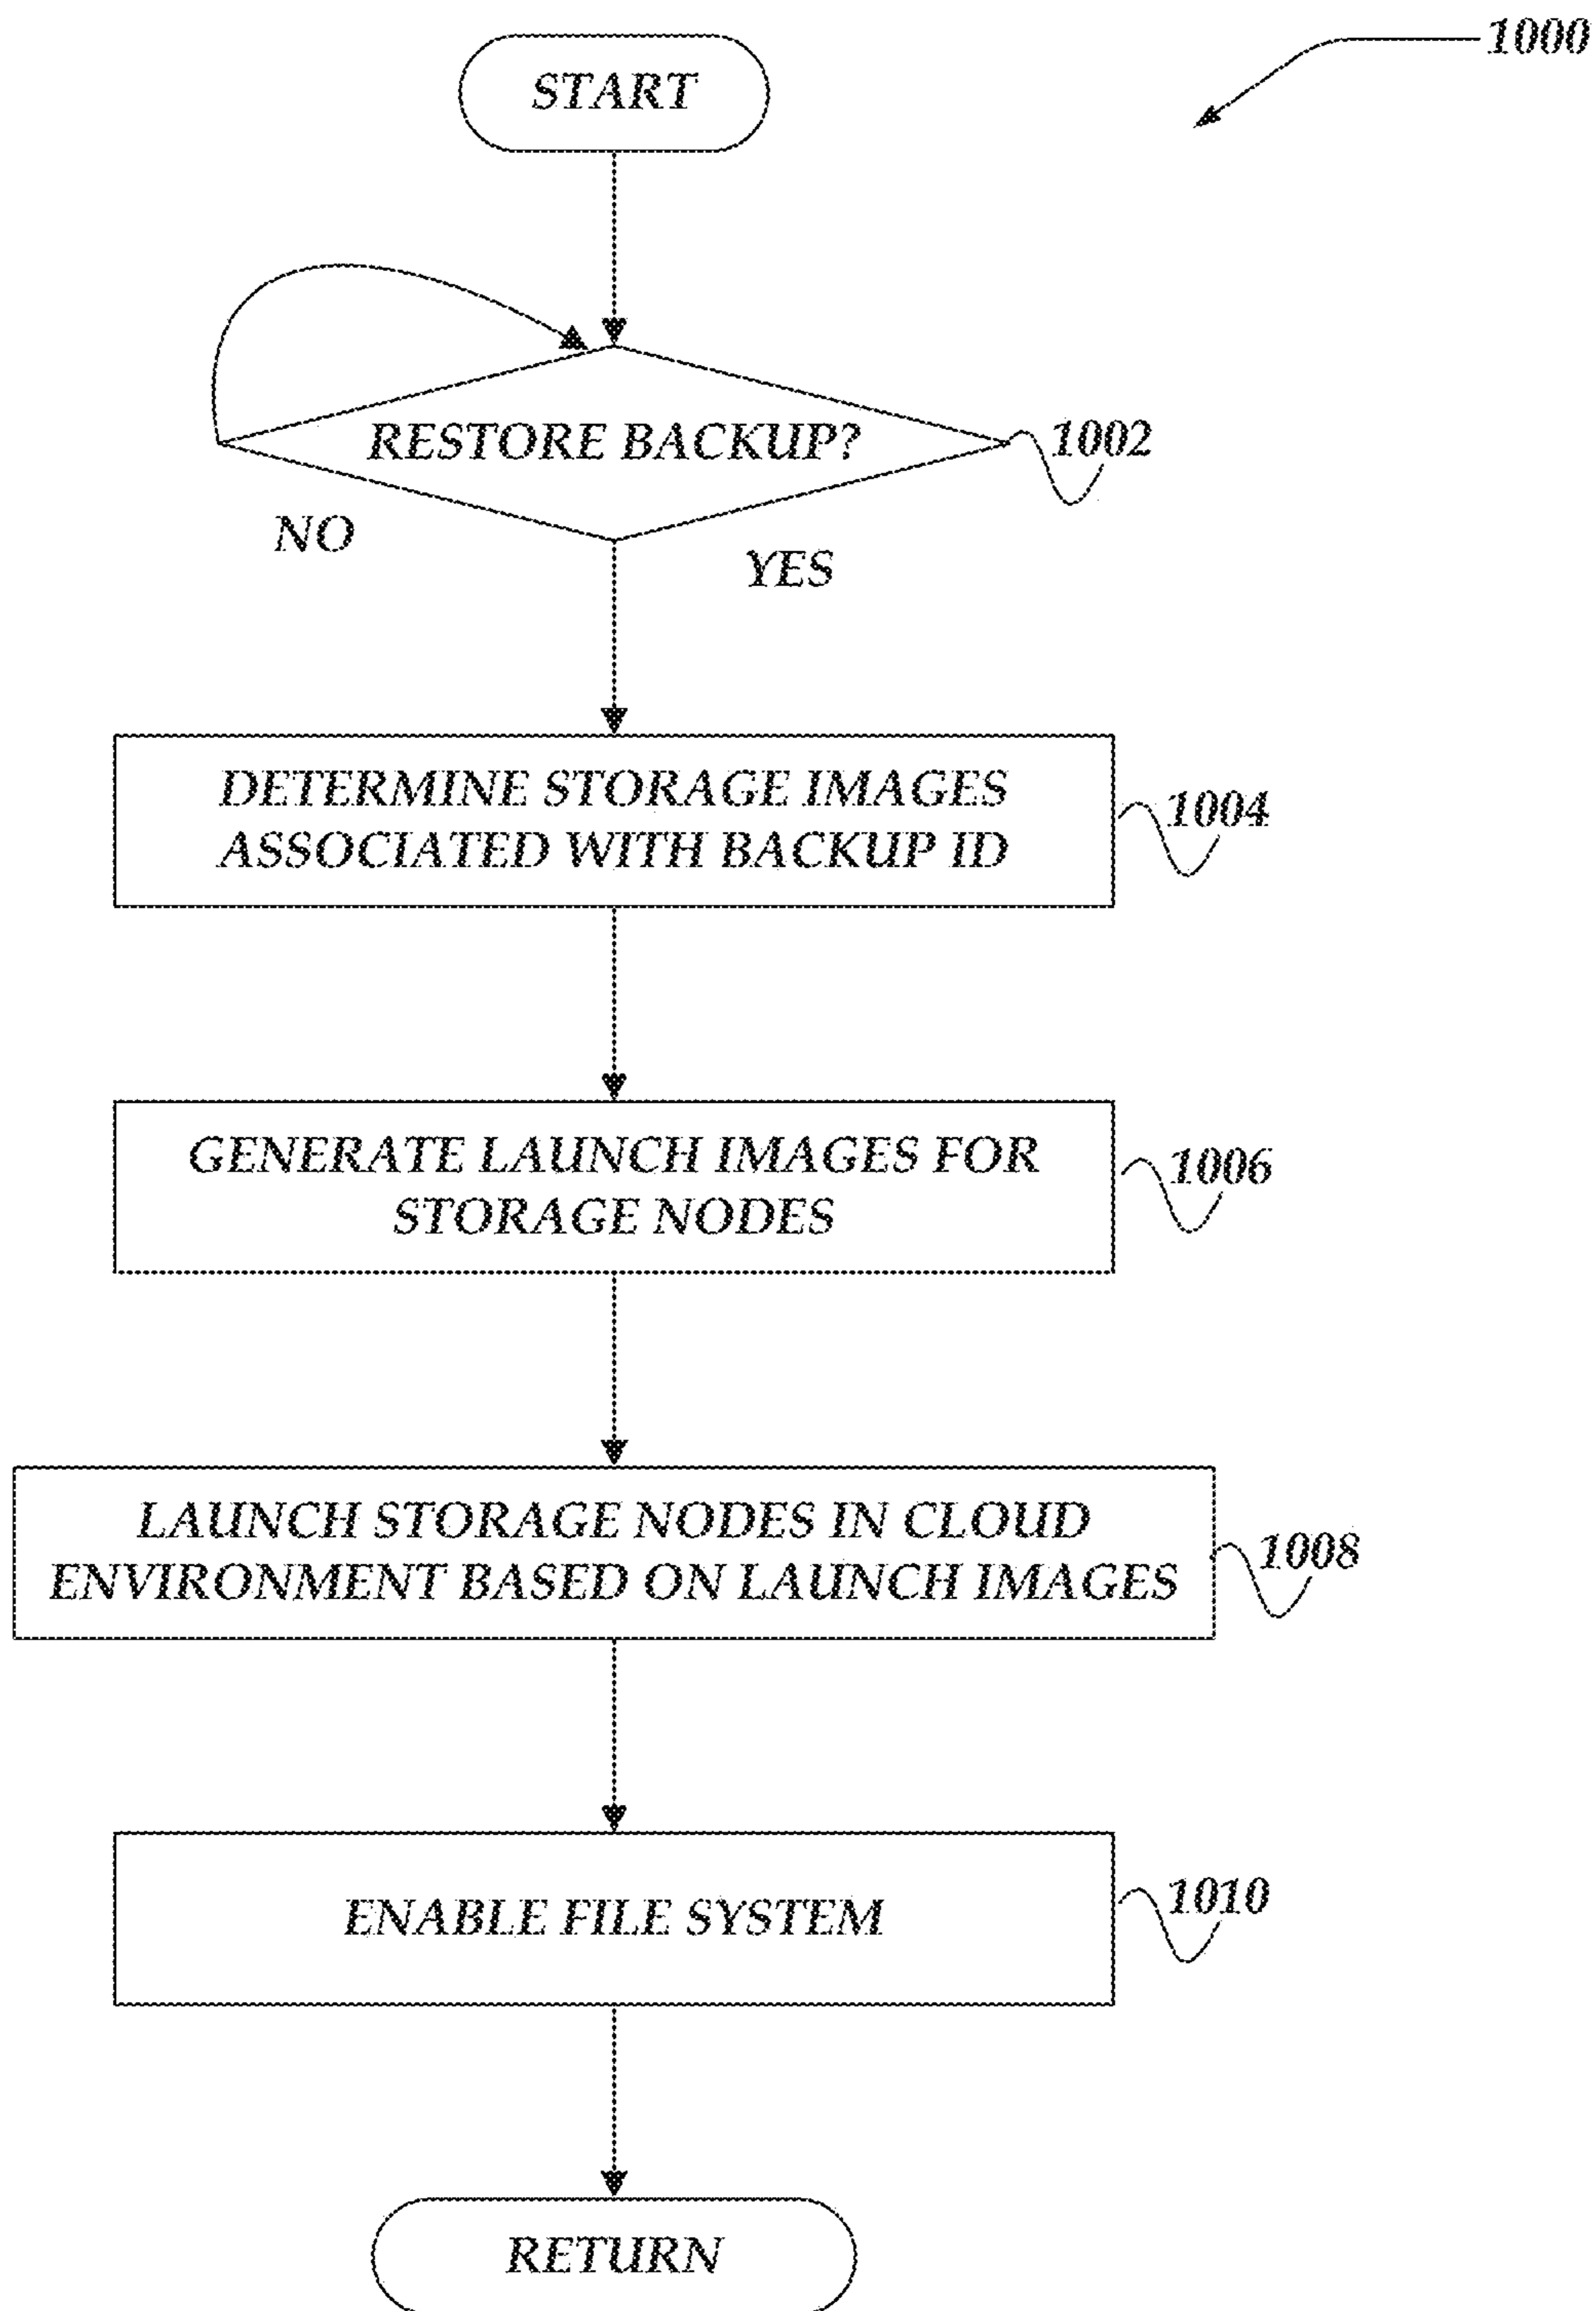 1000
START
RESTORE BACKUP?
1002
NO
YES
DETERMINE STORAGE IMAGES
ASSOCIATED WITH BACKUP ID
1004
GENERATE LAUNCH IMAGES FOR
STORAGE NODES
1006
LAUNCH STORAGE NODES IN CLOUD
ENVIRONMENT BASED ON LAUNCH IMAGES
1008
ENABLE FILE SYSTEM
1010
RETURN